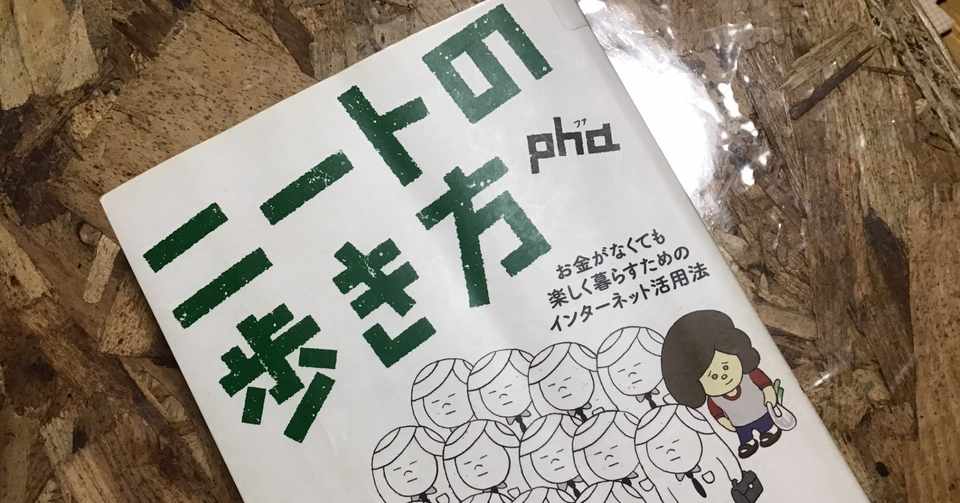 ニートの
歩き方
pha
ファ
お金がなくても
楽しく暮らすための
インターネット活用法